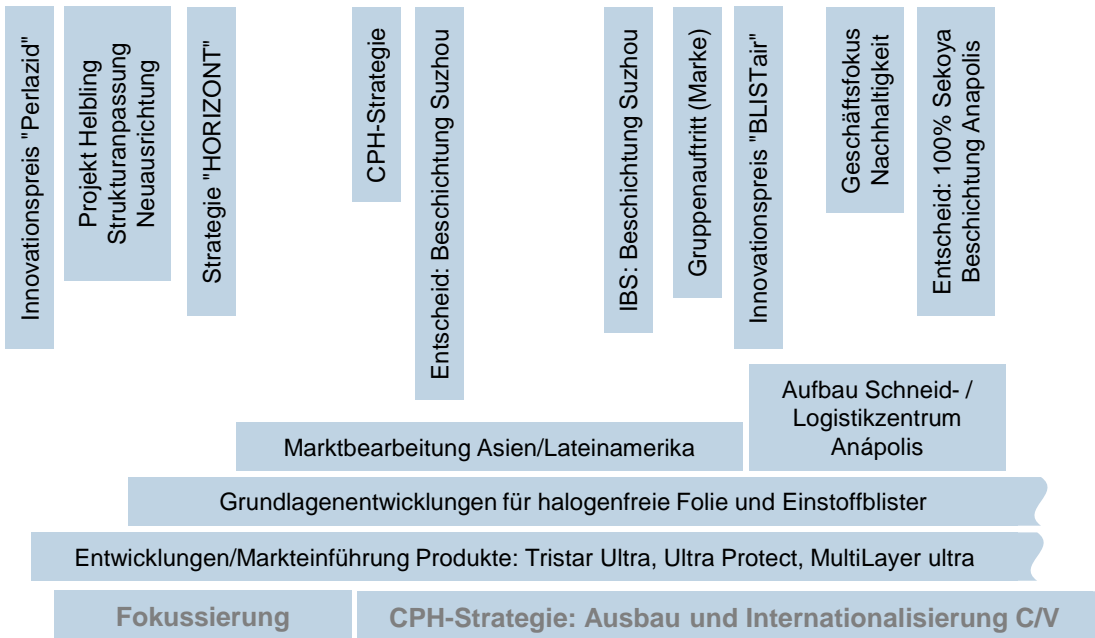 Innovationspreis "Perlazid"
Projekt Helbling
Strukturanpassung
Neuausrichtung
Strategie "HORIZONT"
CPH-Strategie
Entscheid: Beschichtung Suzhou
IBS: Beschichtung Suzhou
Gruppenauftritt (Marke)
Innovationspreis "BLISTair"
Geschäftsfokus
Nachhaltigkeit
Entscheid: 100% Sekoya
Beschichtung Anapolis
Aufbau Schneid- /
Logistikzentrum
Anápolis
Marktbearbeitung Asien/Lateinamerika
Grundlagenentwicklungen für halogenfreie Folie und Einstoffblister
Entwicklungen/Markteinführung Produkte: Tristar Ultra, Ultra Protect, MultiLayer ultra
Fokussierung
CPH-Strategie: Ausbau und Internationalisierung C/V